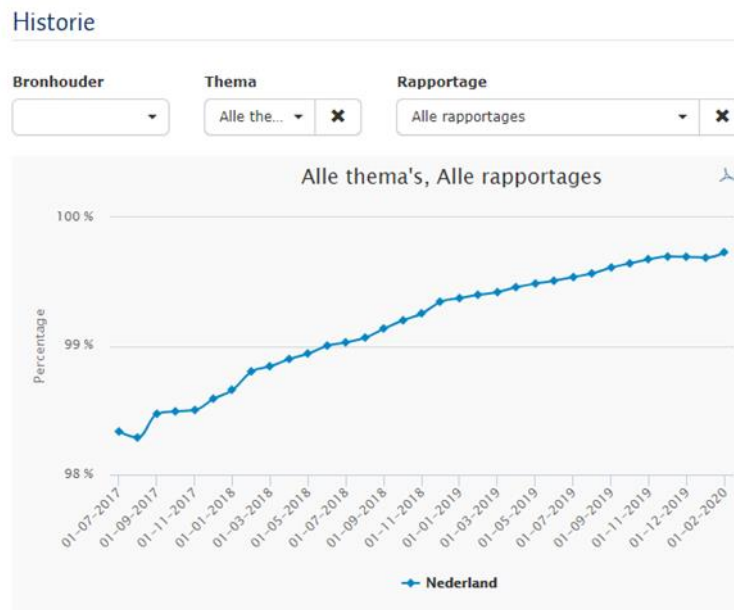 Historie
Bronhouder Thema Rapportage
Alle the... Alle rapportages
Alle thema's, Alle rapportages
100 %
99 %
98 %
Percentage
01-07-2017 01-09-2017 01-11-2017 01-01-2018 01-03-2018 01-05-2018 01-07-2018 01-09-2018 01-11-2018 01-01-2019 01-03-2019 01-05-2019 01-07-2019 01-09-2019 01-11-2019 01-12-2019 01-02-2020
Nederland